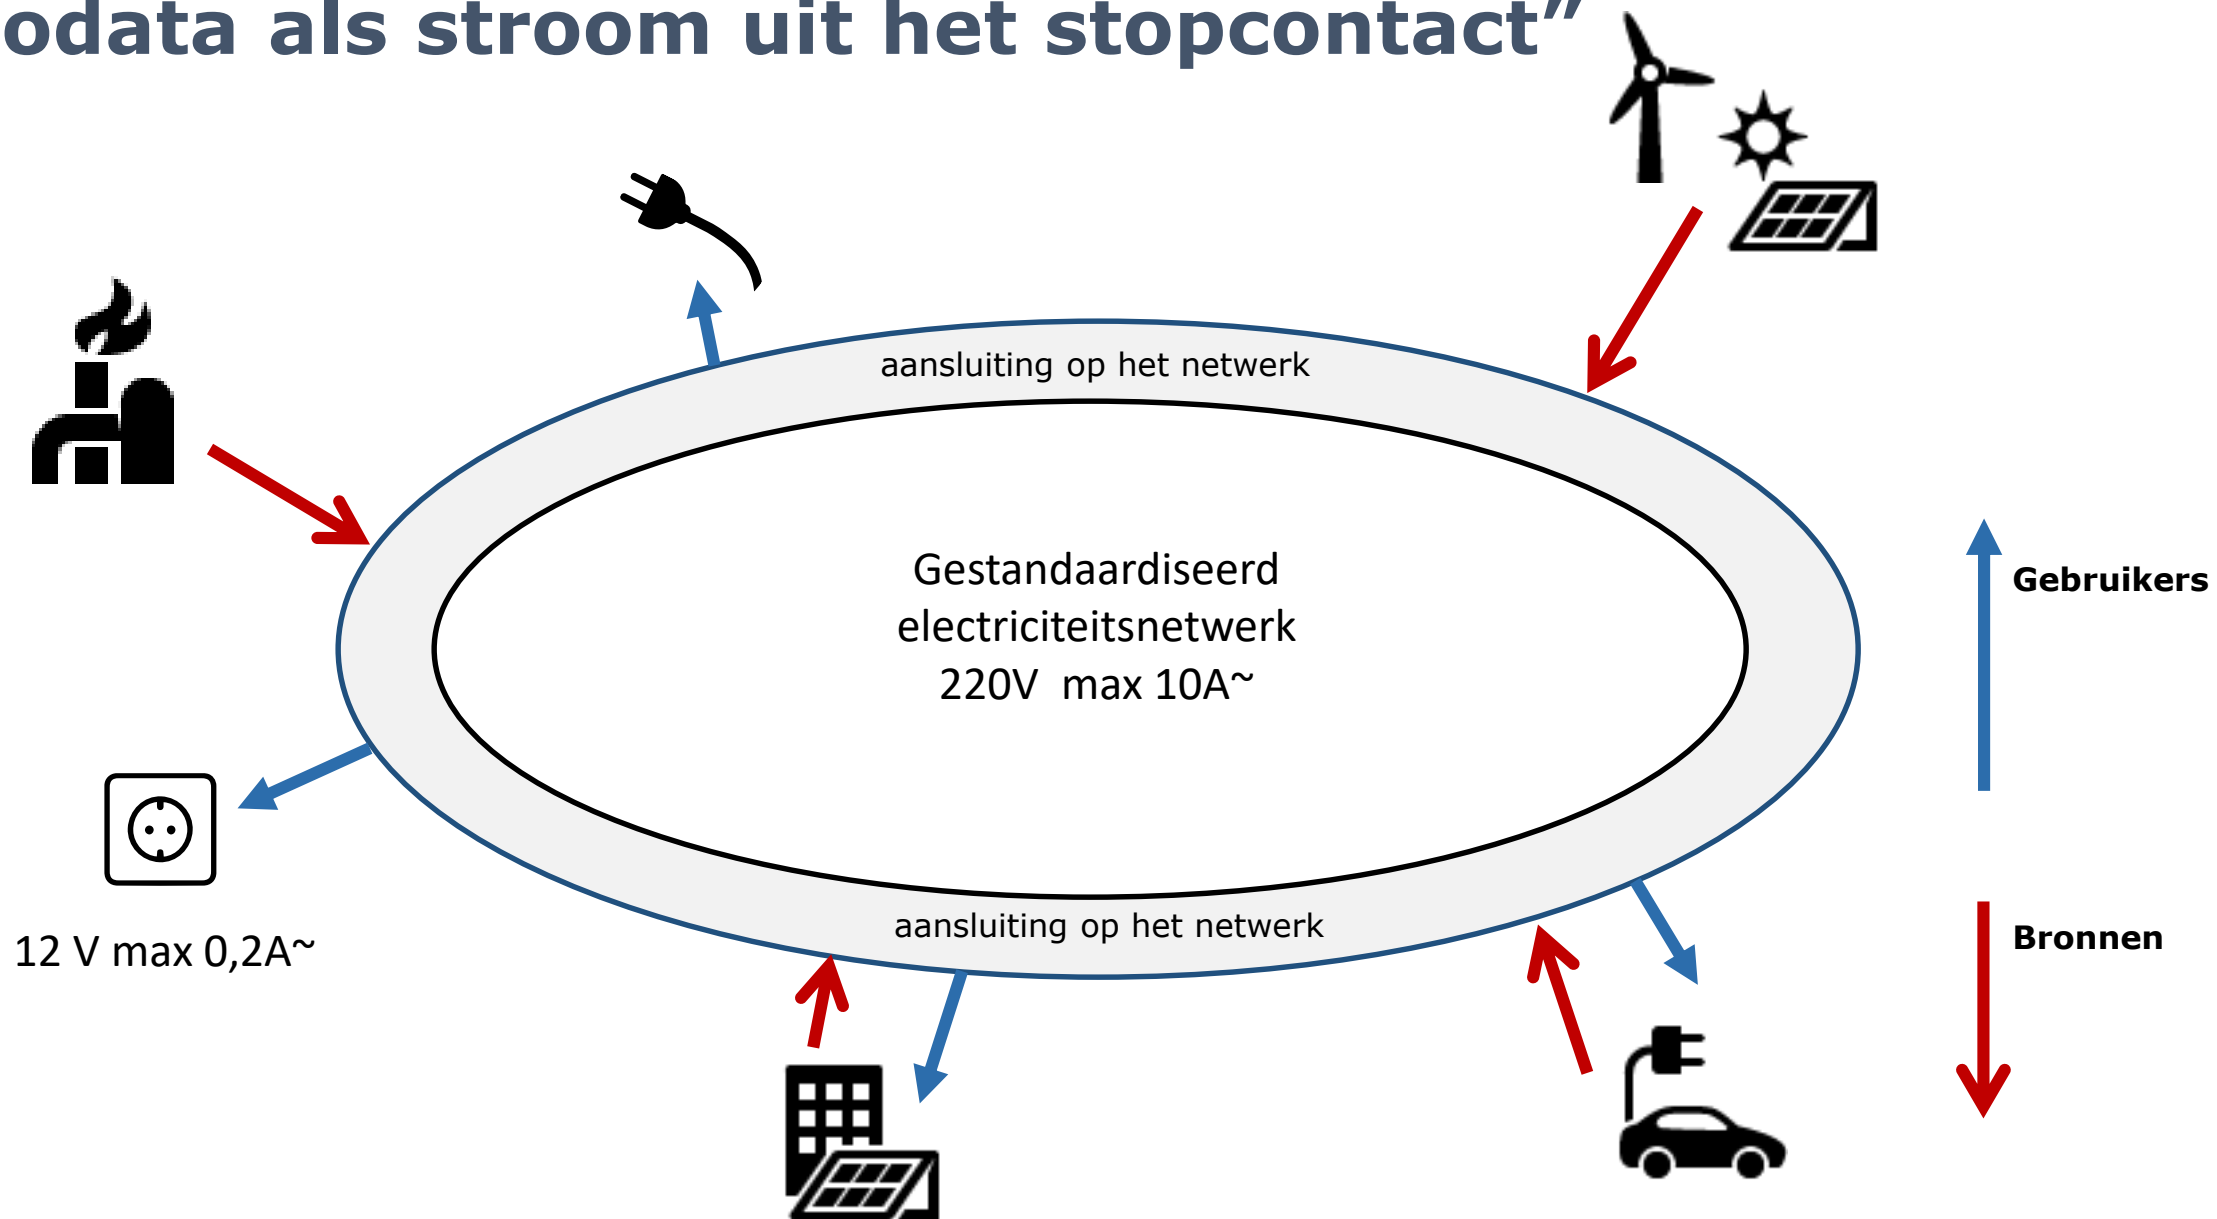 odata als stroom uit het stopcontact”
aansluiting op het netwerk
Gestandaardiseerd
electriciteitsnetwerk
220V  max 10A~
Gebruikers
12 V max 0,2A~
aansluiting op het netwerk
Bronnen